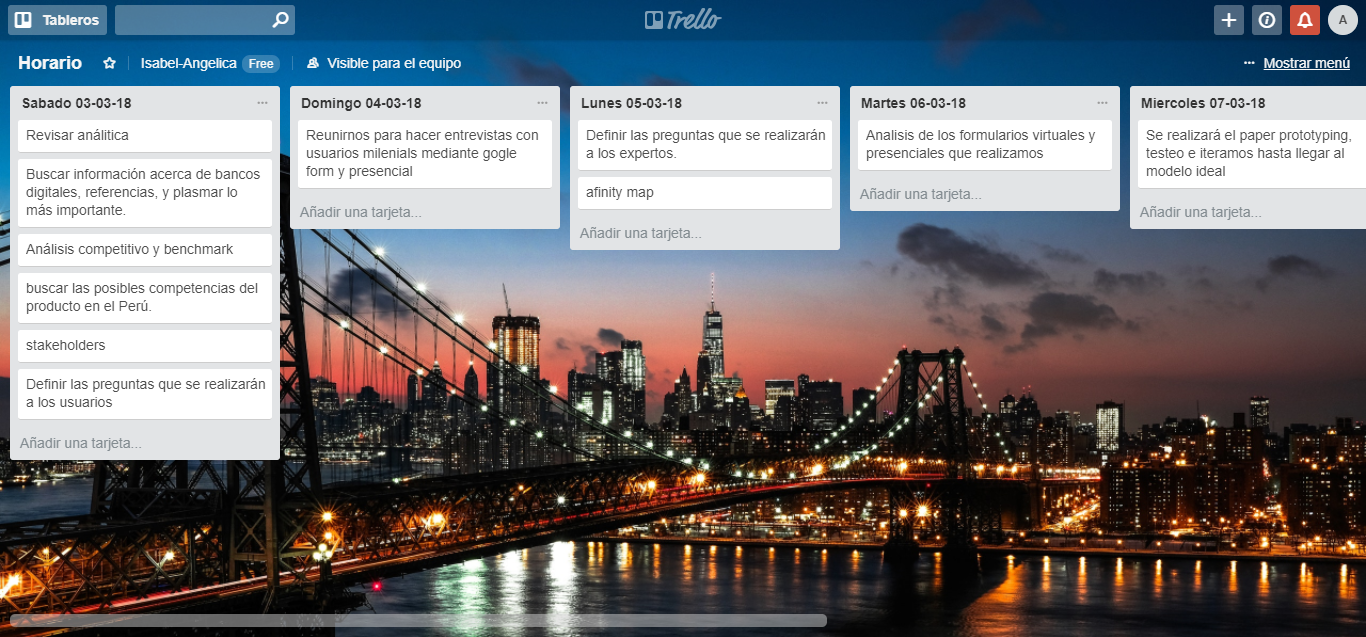 Tableros
Trello
A
Horario
Isabel-Angelica Free
Visible para el equipo
··· Mostrar menú
Sabado 03-03-18
Revisar análitica
Buscar información acerca de bancos
digitales, referencias, y plasmar lo
más importante.
Análisis competitivo y benchmark
buscar las posibles competencias del
producto en el Perú.
stakeholders
Definir las preguntas que se realizarán
a los usuarios
Añadir una tarjeta...
Domingo 04-03-18
Reunirnos para hacer entrevistas con
usuarios milenials mediante gogle
form y presencial
Añadir una tarjeta...
Lunes 05-03-18
Definir las preguntas que se realizarán
a los expertos.
afinity map
Añadir una tarjeta...
Martes 06-03-18
Analisis de los formularios virtuales y
presenciales que realizamos
Añadir una tarjeta...
Miercoles 07-03-18
Se realizará el paper prototyping,
testeo e iteramos hasta llegar al
modelo ideal
Añadir una tarjeta...